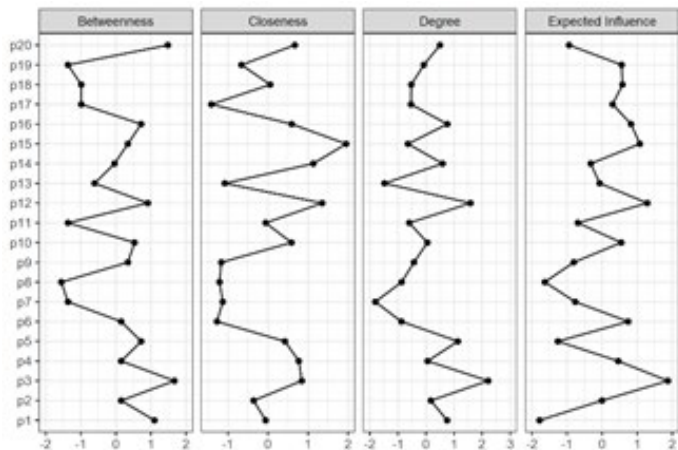 Betweenness Closeness Degree Expected Influence
p20
p19
p18
p17
p16
p15
p14
p13
p12
p11
p10
p9
p8
p7
p6
p5
p4
p3
p2
p1
-2 -1 0 1 2 -1 0 1 2 -2 -1 0 1 2 3 -2 -1 0 1 2